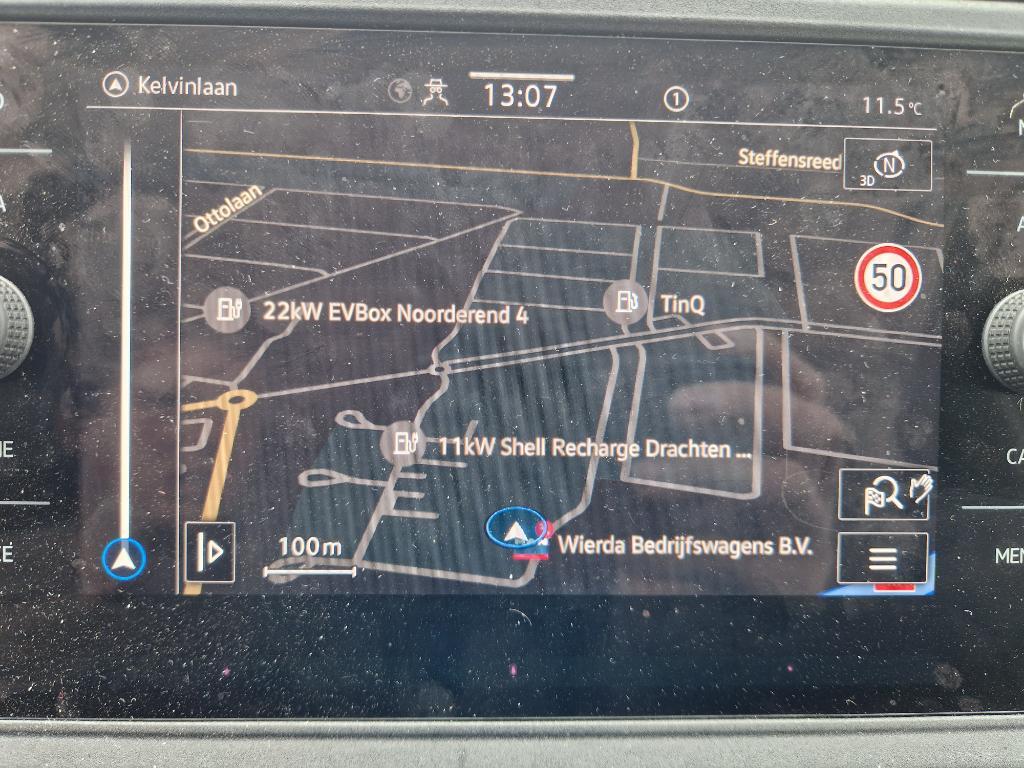 Kelvinlaan
13:07
1
11.5 °C
Steffensreed
N
3D
Ottolaan
50
22kW EVBox Noorderend 4
TinQ
11kW Shell Recharge Drachten ...
100m
Wierda Bedrijfswagens B.V.